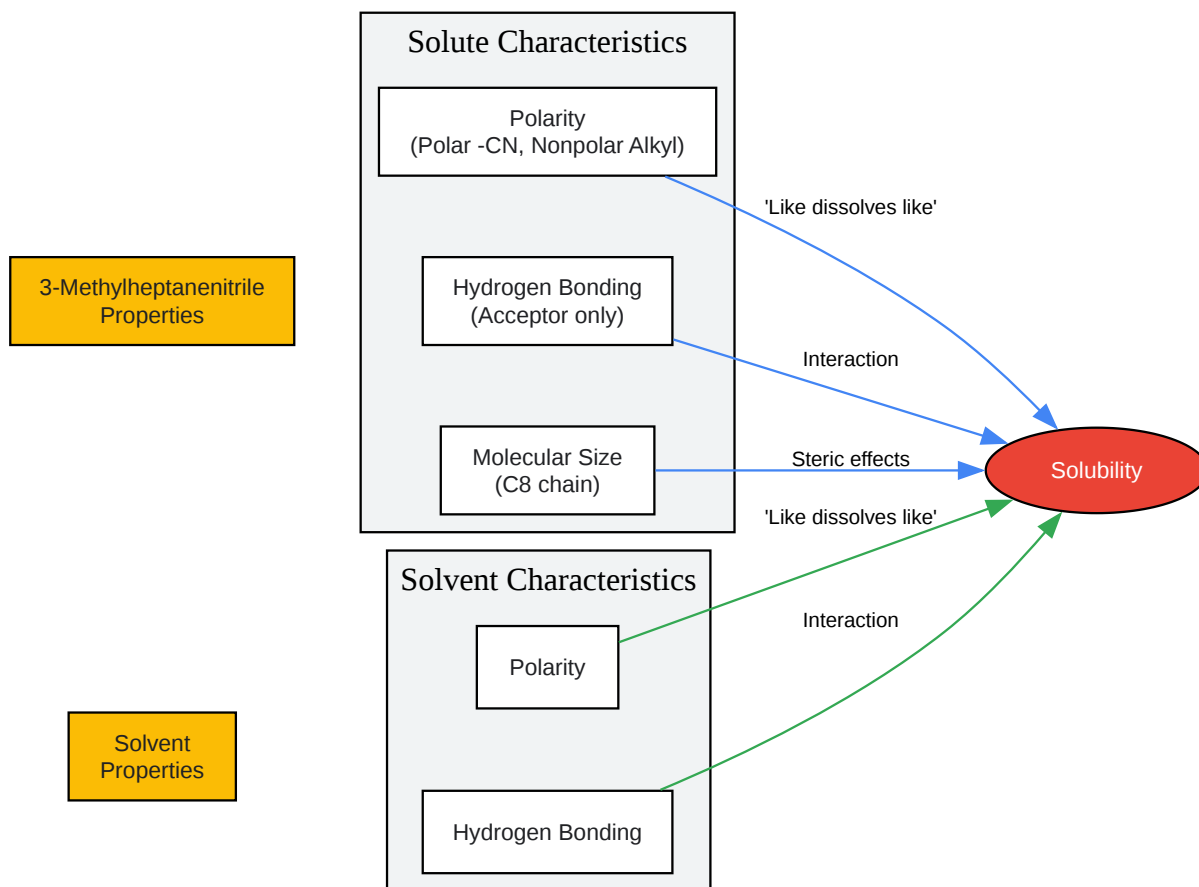 Solute Characteristics
Polarity
(Polar -CN, Nonpolar Alkyl)
'Like dissolves like'
3-Methylheptanenitrile
Properties
Hydrogen Bonding
(Acceptor only)
Interaction
Molecular Size
(C8 chain)
Steric effects
Solubility
'Like dissolves like'
Solvent Characteristics
Interaction
Polarity
Solvent
Properties
Hydrogen Bonding